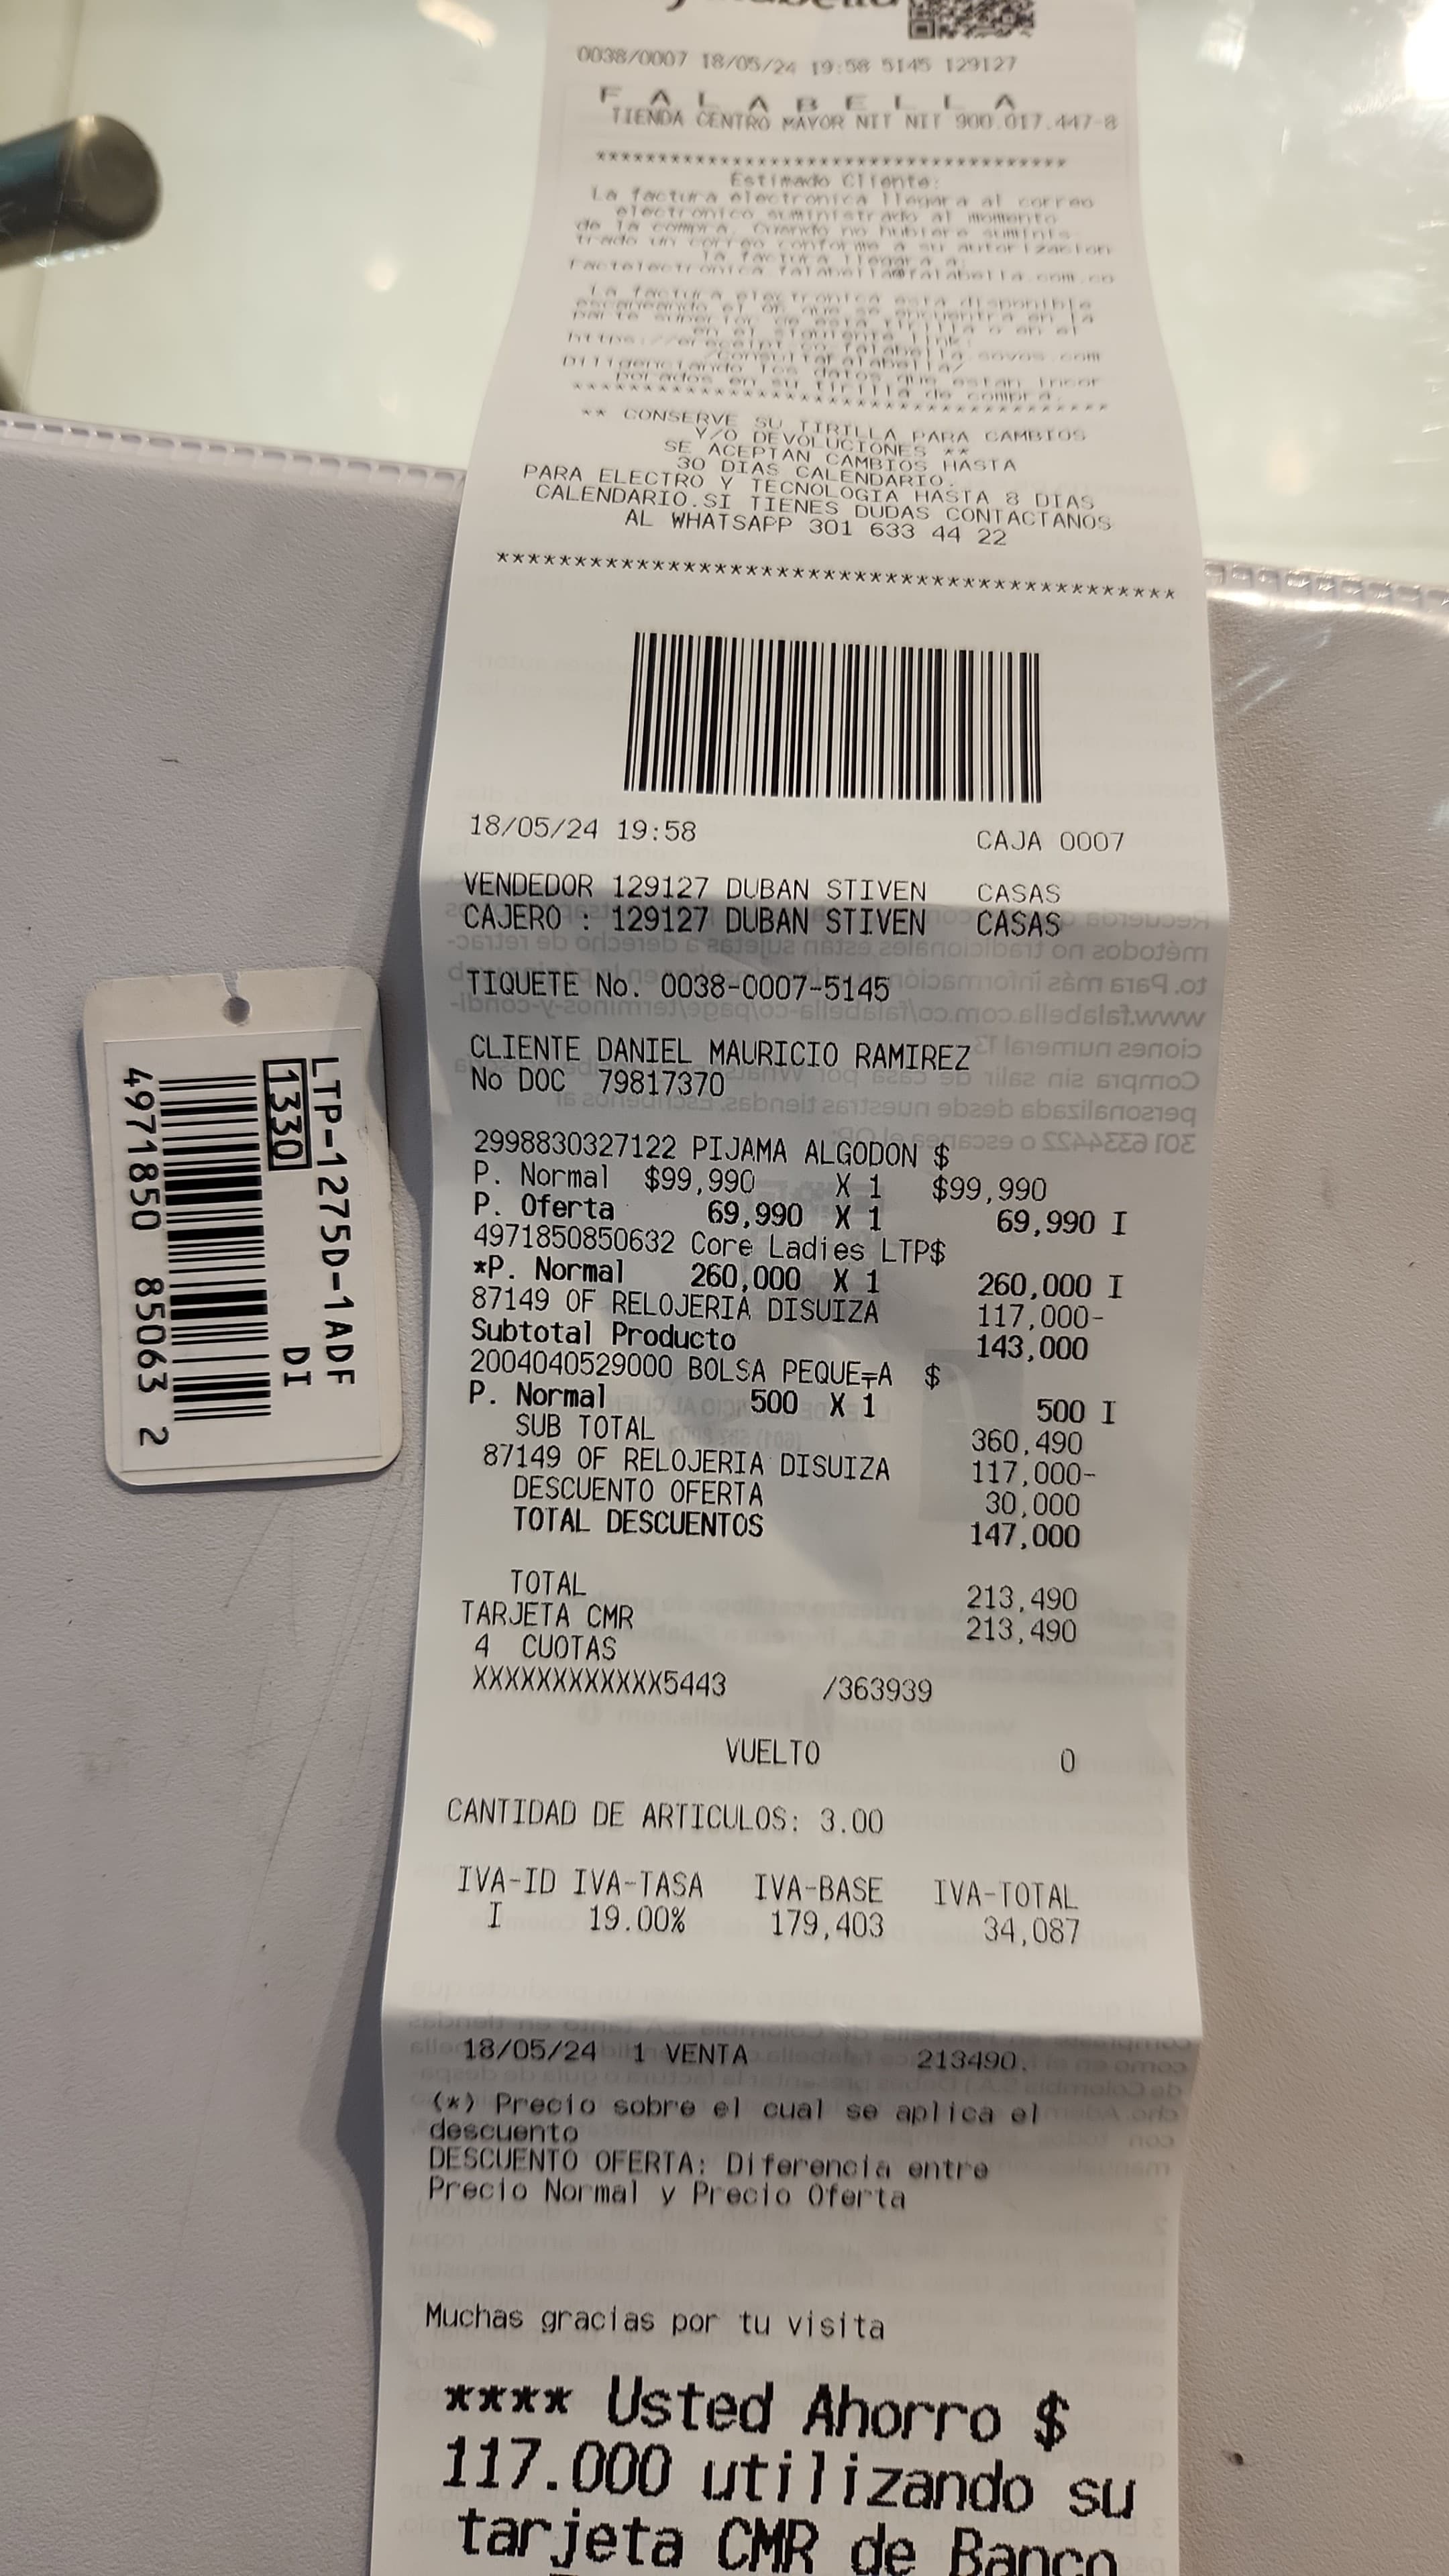 0038/0007 18/05/24 19:58 5145 129127
F A L A B E L L A
TIENDA CENTRO MAYOR NIT NIT 900.017.447-8
**************************************
Estimado Cliente:
La factura electronica llegara al correo
electronico suministrado al momento
de la compra. Cuando no hubiere suminis-
trado un correo conforme a su autorizacion
la factura llegara a:
Factelectronica.falabella@falabella.com.co
La factura electronica esta disponible
escaneando el QR que se encuentra en la
parte superior de esta tirilla o en el
en el siguiente link:
Diligenciando los datos que estan incor
porados en su tirilla de compra.
** CONSERVE SU TIRILLA PARA CAMBIOS
Y/O DEVOLUCIONES **
SE ACEPTAN CAMBIOS HASTA
30 DIAS CALENDARIO.
PARA ELECTRO Y TECNOLOGIA HASTA 8 DIAS
CALENDARIO.SI TIENES DUDAS CONTACTANOS
AL WHATSAPP 301 633 44 22
********************************************
18/05/24 19:58 CAJA 0007
VENDEDOR 129127 DUBAN STIVEN CASAS
CAJERO : 129127 DUBAN STIVEN CASAS
TIQUETE No. 0038-0007-5145
CLIENTE DANIEL MAURICIO RAMIREZ
No DOC 79817370
2998830327122 PIJAMA ALGODON $
P. Normal $99,990 X 1 $99,990
P. Oferta 69,990 X 1 69,990 I
4971850850632 Core Ladies LTP$
*P. Normal 260,000 X 1 260,000 I
87149 OF RELOJERIA DISUIZA 117,000-
Subtotal Producto 143,000
2004040529000 BOLSA PEQUE╤A $
P. Normal 500 X 1 500 I
SUB TOTAL 360,490
87149 OF RELOJERIA DISUIZA 117,000-
DESCUENTO OFERTA 30,000
TOTAL DESCUENTOS 147,000
TOTAL 213,490
TARJETA CMR 213,490
4 CUOTAS
XXXXXXXXXXXX5443 /363939
VUELTO 0
CANTIDAD DE ARTICULOS: 3.00
IVA-ID IVA-TASA IVA-BASE IVA-TOTAL
I 19.00% 179,403 34,087
18/05/24 1 VENTA 213490.
(*) Precio sobre el cual se aplica el
descuento
DESCUENTO OFERTA: Diferencia entre
Precio Normal y Precio Oferta
Muchas gracias por tu visita
**** Usted Ahorro $
117.000 utilizando su
tarjeta CMR de Banco
LTP-1275D-1ADF
1330 DI
4971850 85063 2